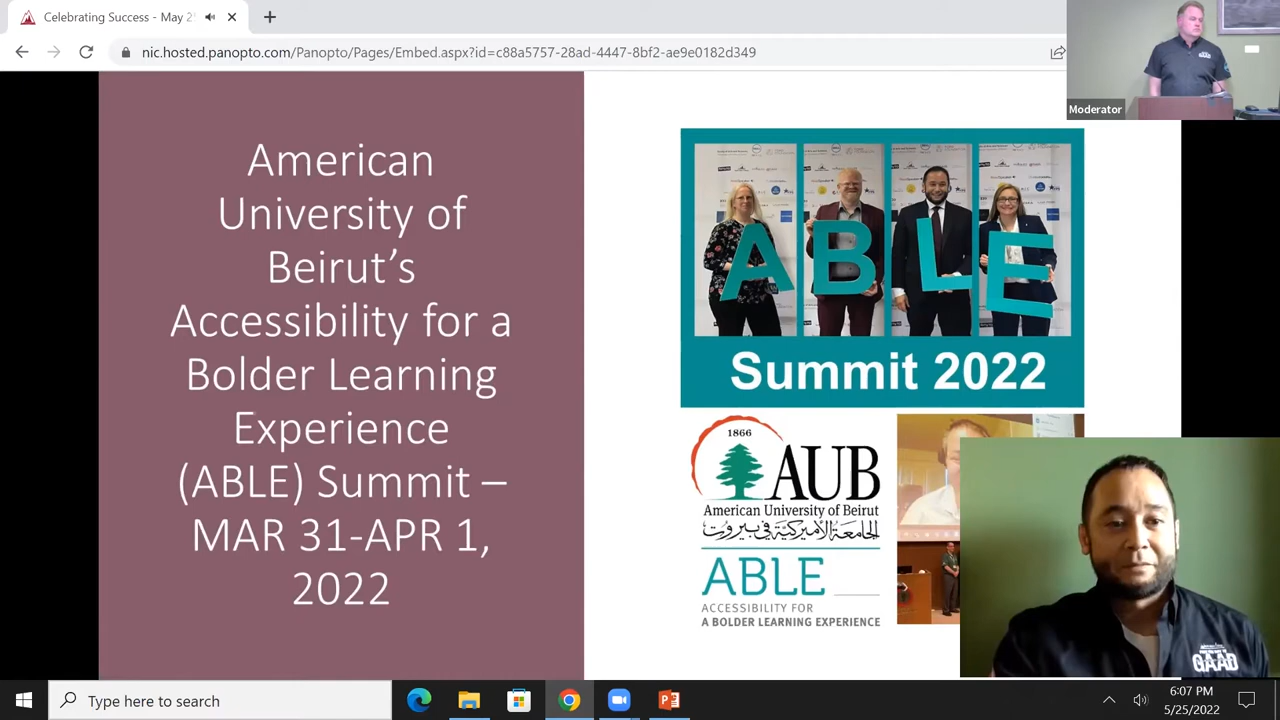 Celebrating Success - May 2
nic.hosted.panopto.com/Panopto/Pages/Embed.aspx?id=c88a5757-28ad-4447-8bf2-ae9e0182d349
Moderator
American
University of
Beirut’s
Accessibility for a
Bolder Learning
Experience
(ABLE) Summit –
MAR 31-APR 1,
2022
ABLE
Summit 2022
1866
AUB
American University of Beirut
الجامعة الأميركية في بيروت
ABLE
ACCESSIBILITY FOR
A BOLDER LEARNING EXPERIENCE
GAAD
Type here to search
6:07 PM
5/25/2022